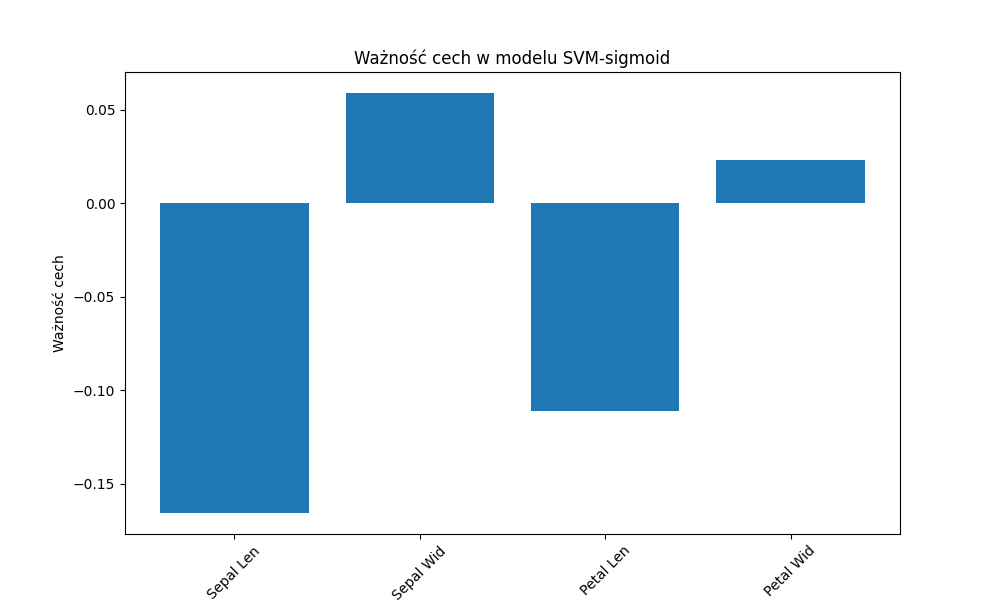 Ważność cech w modelu SVM-sigmoid
Ważność cech
0.05
0.00
−0.05
−0.10
−0.15
Sepal Len
Sepal Wid
Petal Len
Petal Wid